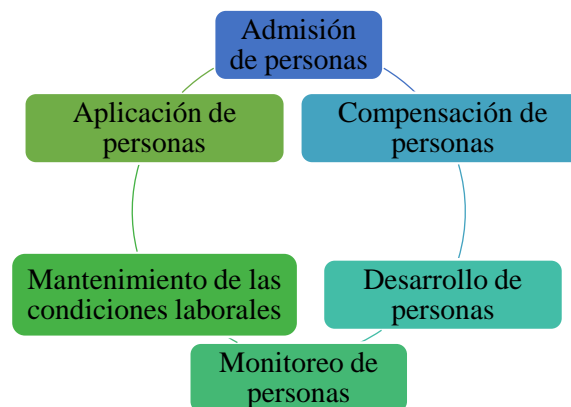 Admisión
de personas
Aplicación de
personas
Compensación de
personas
Mantenimiento de las
condiciones laborales
Desarrollo de
personas
Monitoreo de
personas